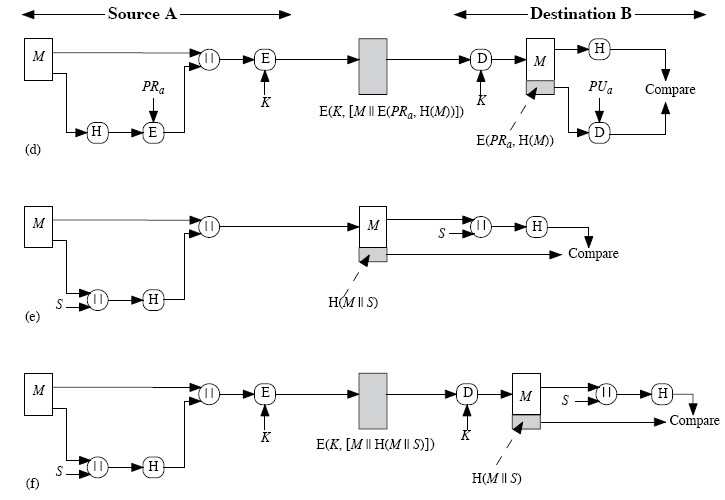 Source A
Destination B
M
||
E
K
E(K, [M || E(PRa, H(M))])
D
K
M
H
PUa
Compare
PRa
H
E
E(PRa, H(M))
D
(d)
M
||
M
S
||
H
Compare
S
||
H
H(M || S)
(e)
M
||
E
K
E(K, [M || H(M || S)])
D
K
M
S
||
H
Compare
S
||
H
H(M || S)
(f)